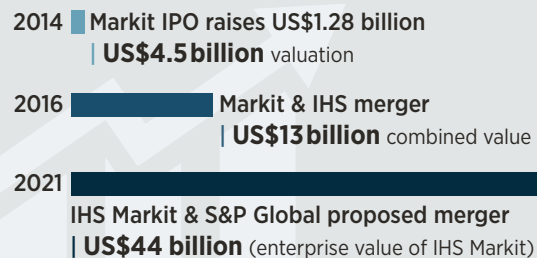 2014 Markit IPO raises US$1.28 billion
| US$4.5 billion valuation
2016 Markit & IHS merger
| US$13 billion combined value
2021
IHS Markit & S&P Global proposed merger
| US$44 billion (enterprise value of IHS Markit)